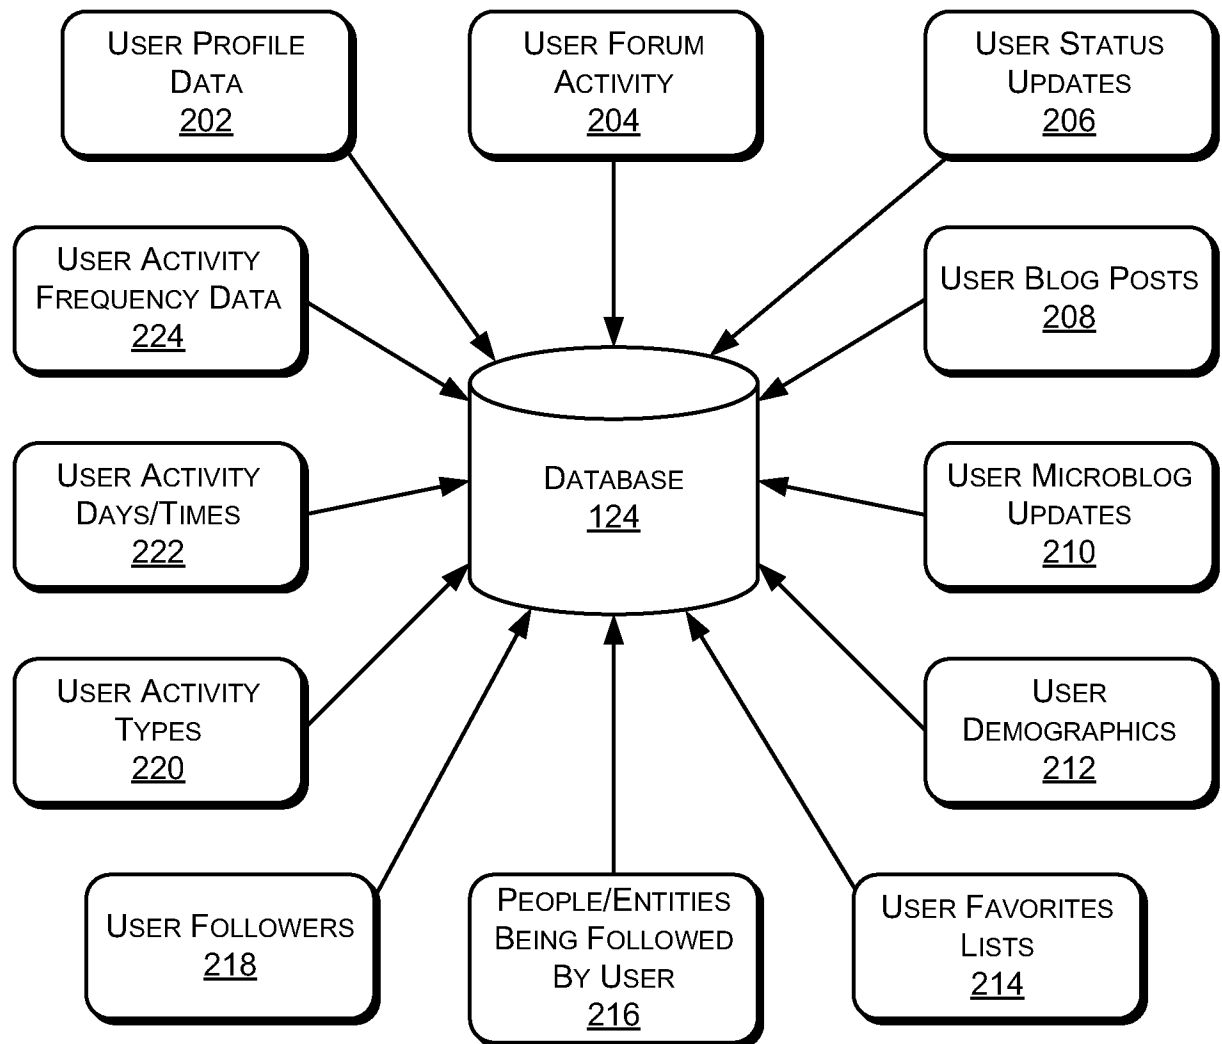 USER PROFILE
DATA
202
USER FORUM
ACTIVITY
204
USER STATUS
UPDATES
206
USER ACTIVITY
FREQUENCY DATA
224
USER BLOG POSTS
208
DATABASE
124
USER ACTIVITY
DAYS/TIMES
222
USER MICROBLOG
UPDATES
210
USER ACTIVITY
TYPES
220
USER
DEMOGRAPHICS
212
USER FOLLOWERS
218
PEOPLE/ENTITIES
BEING FOLLOWED
BY USER
216
USER FAVORITES
LISTS
214